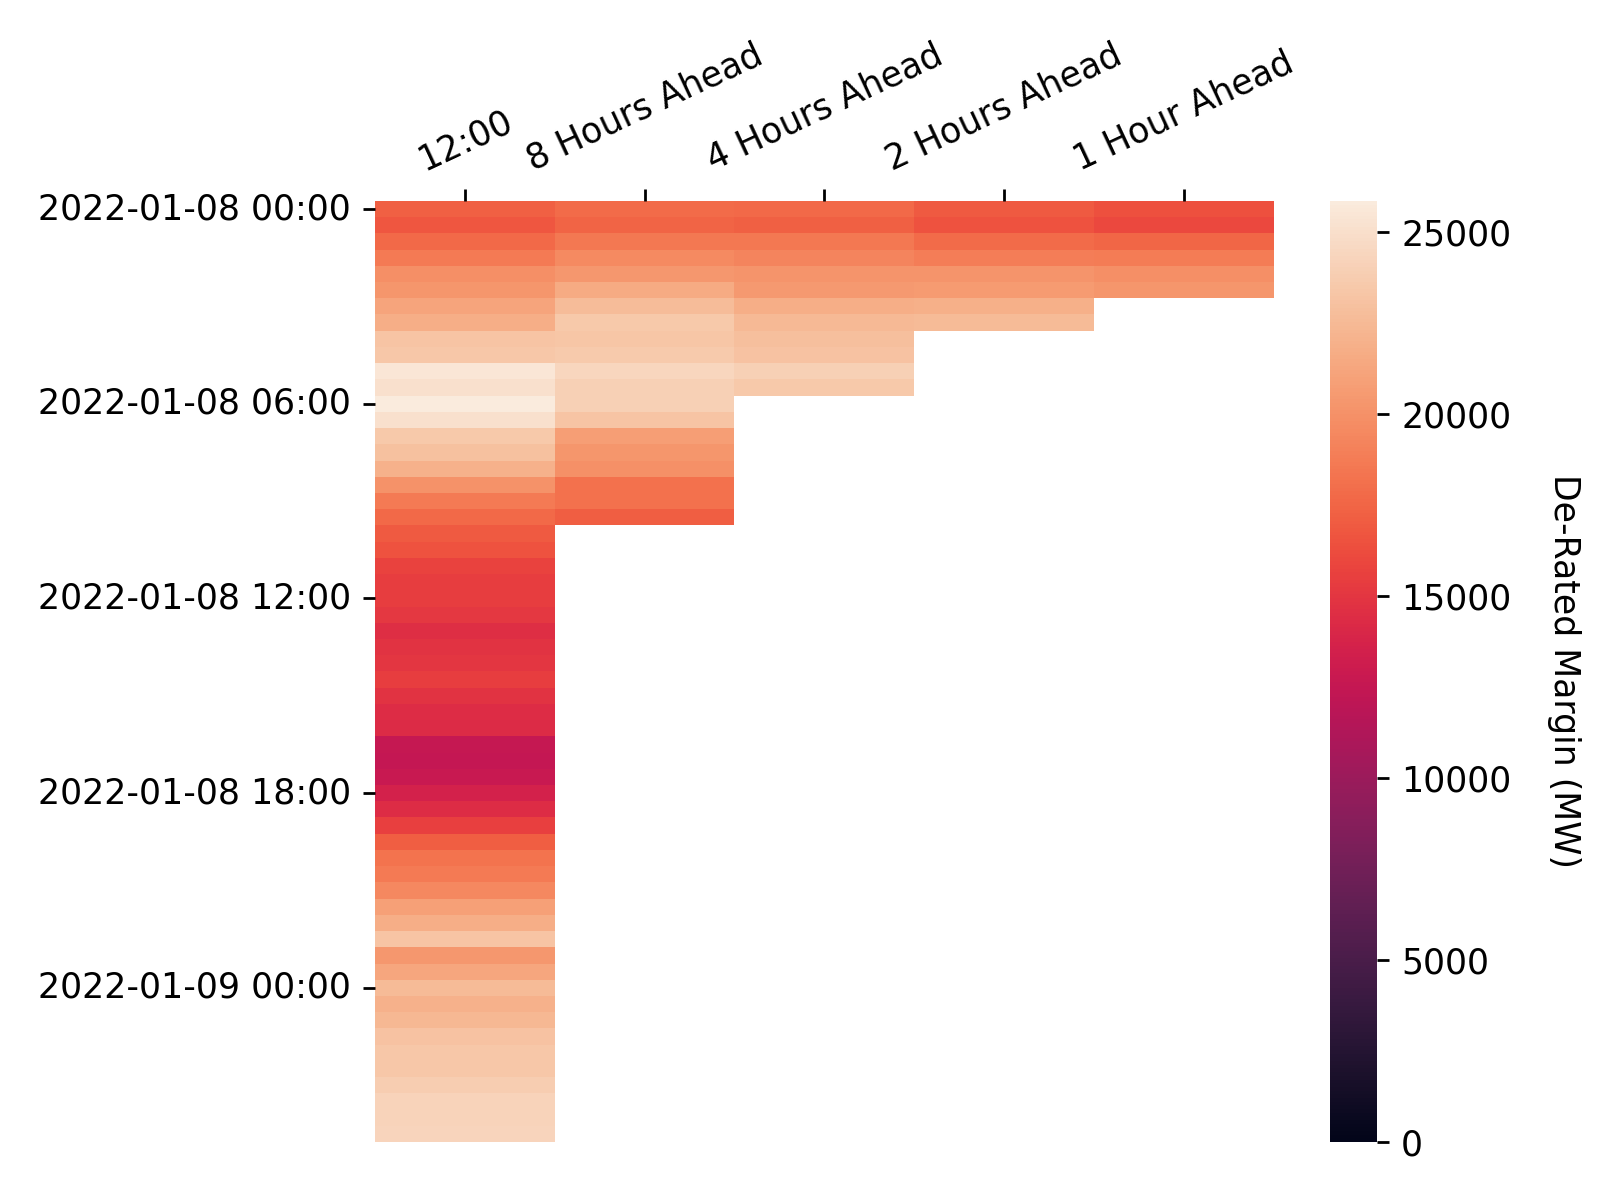 12:00
8 Hours Ahead
4 Hours Ahead
2 Hours Ahead
1 Hour Ahead
2022-01-08 00:00
2022-01-08 06:00
2022-01-08 12:00
2022-01-08 18:00
2022-01-09 00:00
25000
20000
15000
10000
5000
0
De-Rated Margin (MW)